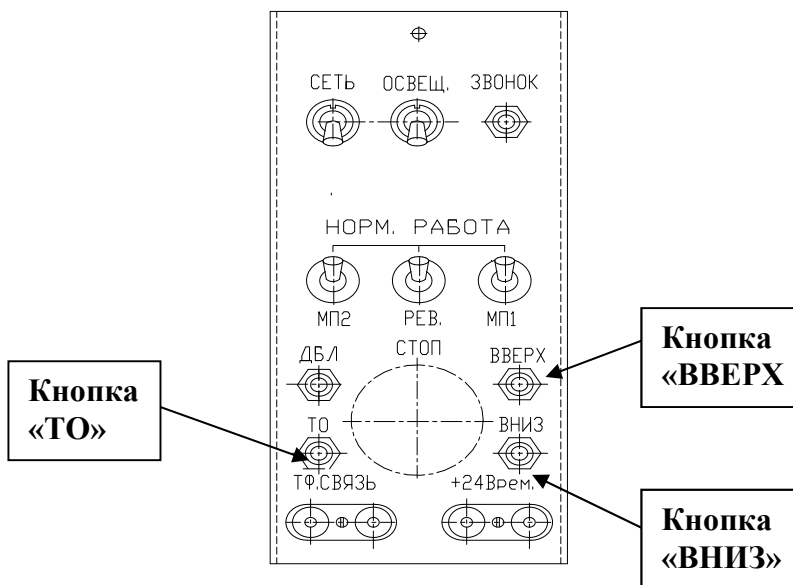 СЕТЬ ОСВЕЩ. ЗВОНОК
НОРМ. РАБОТА
МП2 РЕВ. МП1
ДБЛ СТОП ВВЕРХ
ТО ВНИЗ
ТФ.СВЯЗЬ +24Врем.
Кнопка
«ТО»
Кнопка
«ВВЕРХ
Кнопка
«ВНИЗ»